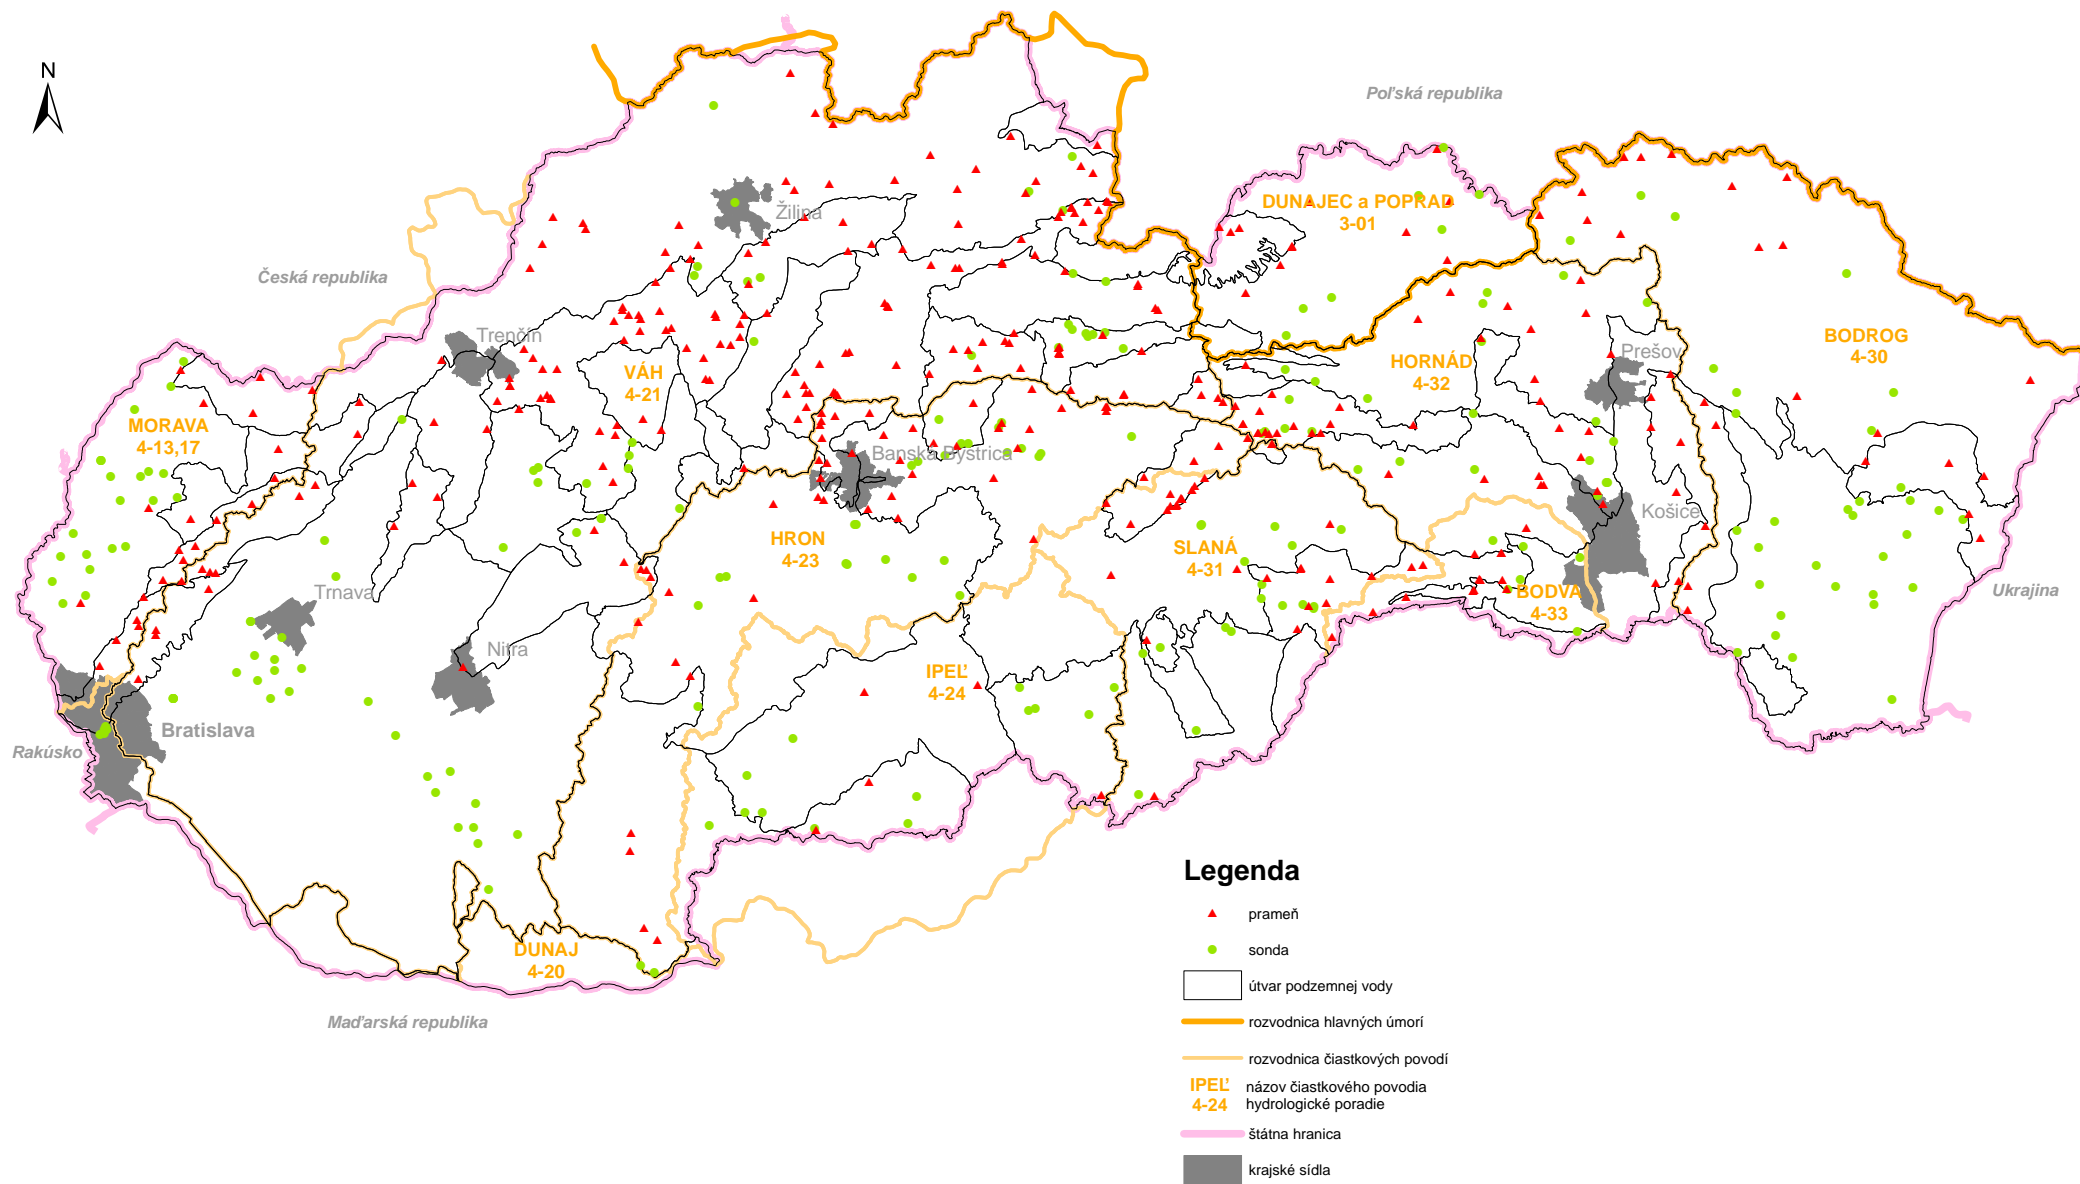 N
Poľská republika
Česká republika
Žilina
DUNAJEC a POPRAD
3-01
Trenčín
VÁH
4-21
MORAVA
4-13,17
HORNÁD
4-32
Prešov
BODROG
4-30
Banská Bystrica
HRON
4-23
SLANÁ
4-31
Košice
BODVA
4-33
Ukrajina
Trnava
Nitra
IPEĽ
4-24
Bratislava
Rakúsko
DUNAJ
4-20
Maďarská republika
Legenda
prameň
sonda
útvar podzemnej vody
rozvodnica hlavných úmorí
rozvodnica čiastkových povodí
IPEĽ názov čiastkového povodia
4-24 hydrologické poradie
štátna hranica
krajské sídla